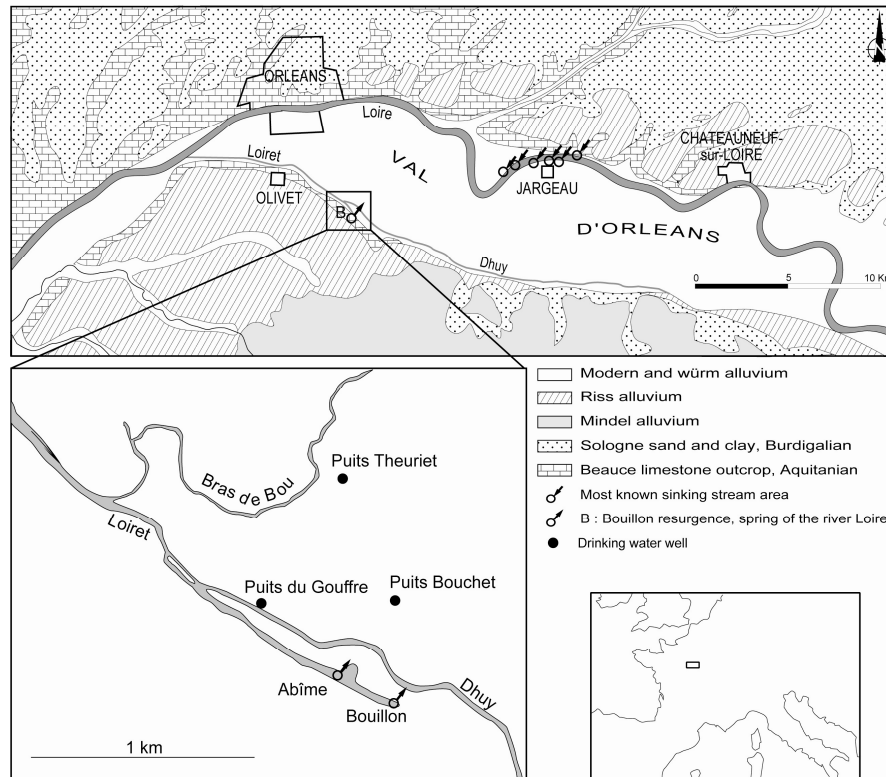 ORLEANS
Loire
CHATEAUNEUF-
sur-LOIRE
Loiret
VAL
OLIVET
JARGEAU
B
D'ORLEANS
Dhuy
0 5 10 Km
Modern and würm alluvium
Riss alluvium
Mindel alluvium
Sologne sand and clay, Burdigalian
Beauce limestone outcrop, Aquitanian
Most known sinking stream area
B : Bouillon resurgence, spring of the river Loire
Drinking water well
Puits Theuriet
Bras de Bou
Loiret
Puits du Gouffre
Puits Bouchet
Abîme
Dhuy
Bouillon
1 km